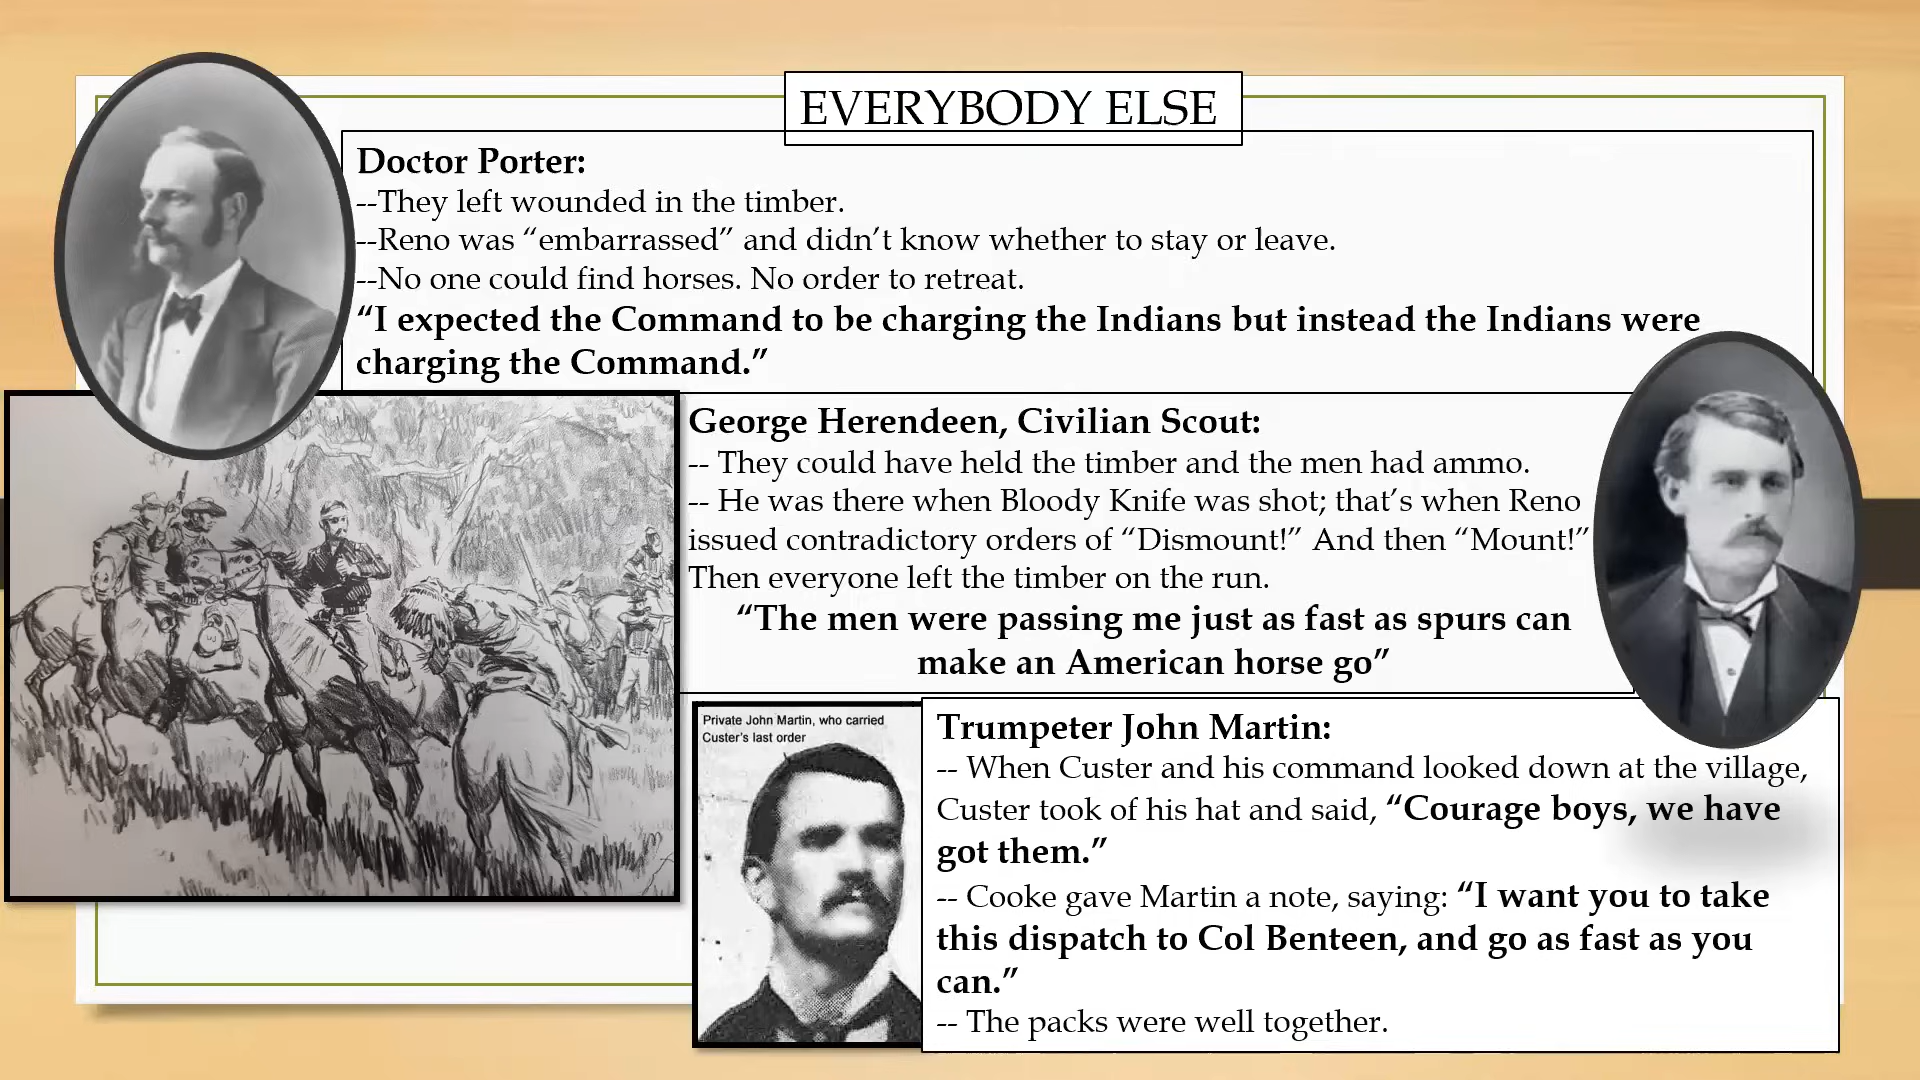 EVERYBODY ELSE
Doctor Porter:
--They left wounded in the timber.
--Reno was “embarrassed” and didn’t know whether to stay or leave.
--No one could find horses. No order to retreat.
“I expected the Command to be charging the Indians but instead the Indians were
charging the Command.”
George Herendeen, Civilian Scout:
-- They could have held the timber and the men had ammo.
-- He was there when Bloody Knife was shot; that’s when Reno
issued contradictory orders of “Dismount!” And then “Mount!”
Then everyone left the timber on the run.
“The men were passing me just as fast as spurs can
make an American horse go”
Private John Martin, who carried
Custer's last order
Trumpeter John Martin:
-- When Custer and his command looked down at the village,
Custer took of his hat and said, “Courage boys, we have
got them.”
-- Cooke gave Martin a note, saying: “I want you to take
this dispatch to Col Benteen, and go as fast as you
can.”
-- The packs were well together.